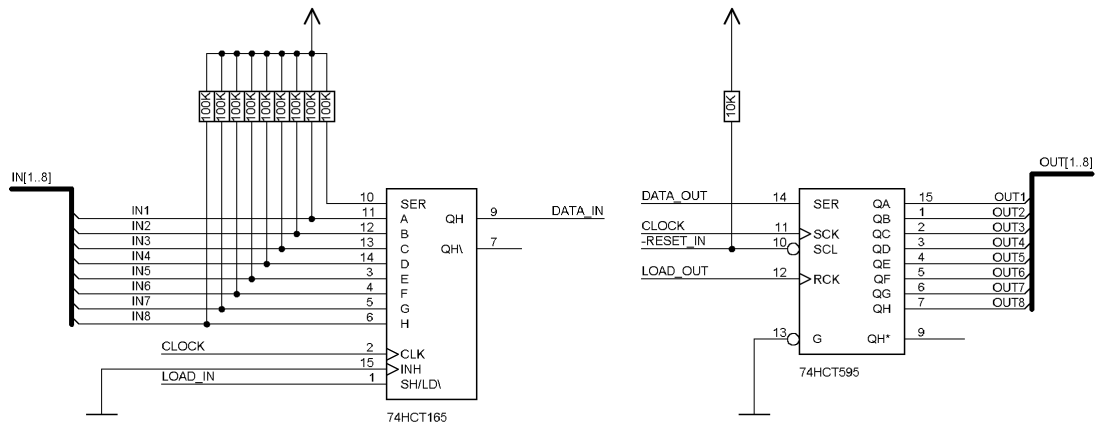 100K 100K 100K 100K 100K 100K 100K 100K
10K
IN[1..8]
OUT[1..8]
IN1
IN2
IN3
IN4
IN5
IN6
IN7
IN8
CLOCK
LOAD_IN
10 SER
11 A
12 B
13 C
14 D
3 E
4 F
5 G
6 H
2 CLK
15 INH
1 SH/LD\
QH 9 DATA_IN
QH\ 7
74HCT165
DATA_OUT 14 SER
CLOCK 11 SCK
-RESET_IN 10 SCL
LOAD_OUT 12 RCK
13 G
QA 15 OUT1
QB 1 OUT2
QC 2 OUT3
QD 3 OUT4
QE 4 OUT5
QF 5 OUT6
QG 6 OUT7
QH 7 OUT8
QH* 9
74HCT595